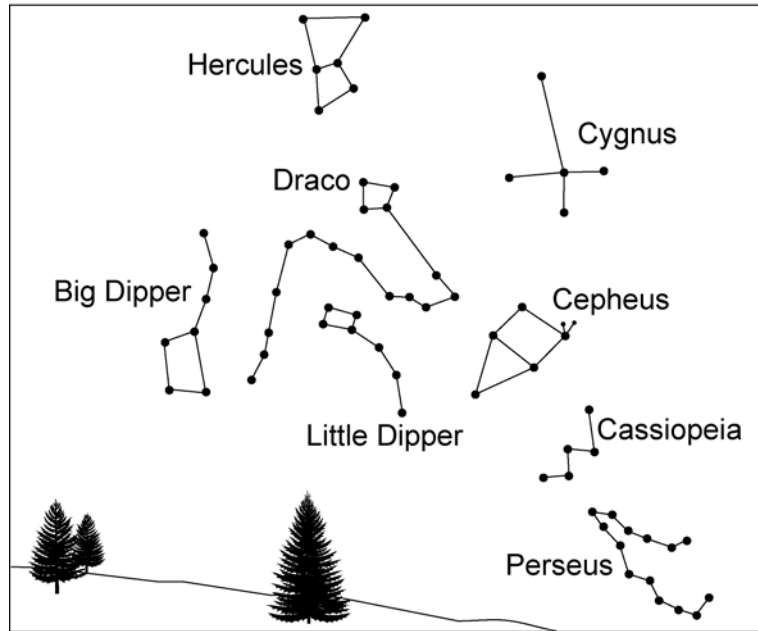 Hercules
Cygnus
Draco
Big Dipper
Cepheus
Little Dipper
Cassiopeia
Perseus